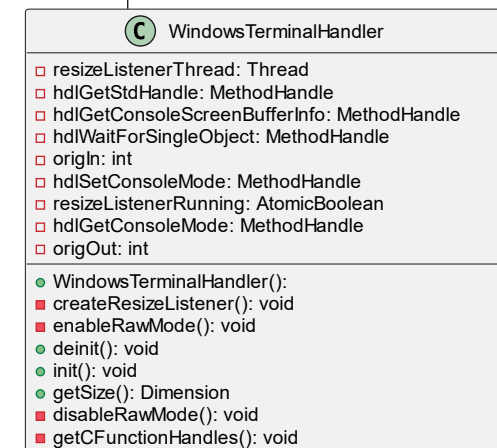 C WindowsTerminalHandler
resizeListenerThread: Thread
hdlGetStdHandle: MethodHandle
hdlGetConsoleScreenBufferInfo: MethodHandle
hdlWaitForSingleObject: MethodHandle
origIn: int
hdlSetConsoleMode: MethodHandle
resizeListenerRunning: AtomicBoolean
hdlGetConsoleMode: MethodHandle
origOut: int
WindowsTerminalHandler():
createResizeListener(): void
enableRawMode(): void
deinit(): void
init(): void
getSize(): Dimension
disableRawMode(): void
getCFunctionHandles(): void